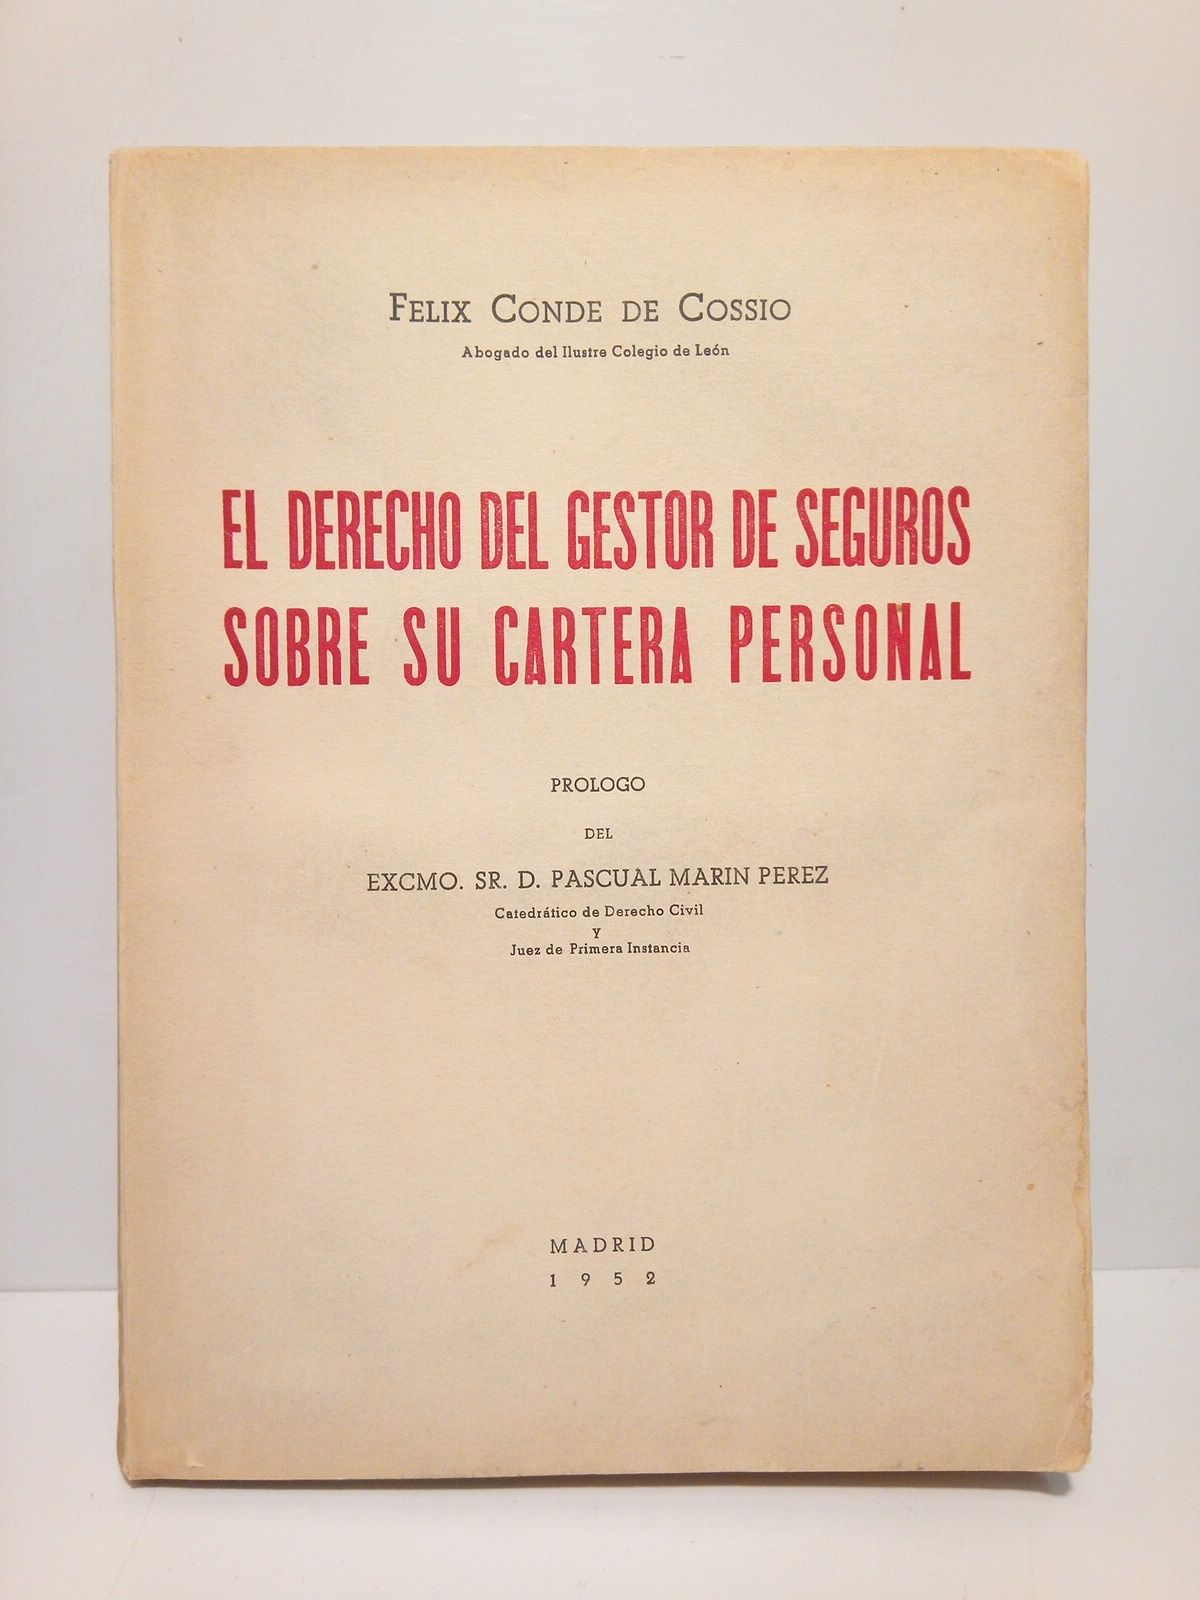 FELIX CONDE DE COSSIO
Abogado del Ilustre Colegio de León
EL DERECHO DEL GESTOR DE SEGUROS
SOBRE SU CARTERA PERSONAL
PROLOGO
DEL
EXCMO. SR. D. PASCUAL MARIN PEREZ
Catedrático de Derecho Civil
Y
Juez de Primera Instancia
MADRID
1952